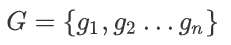 G = {g₁, g₂ … gₙ}